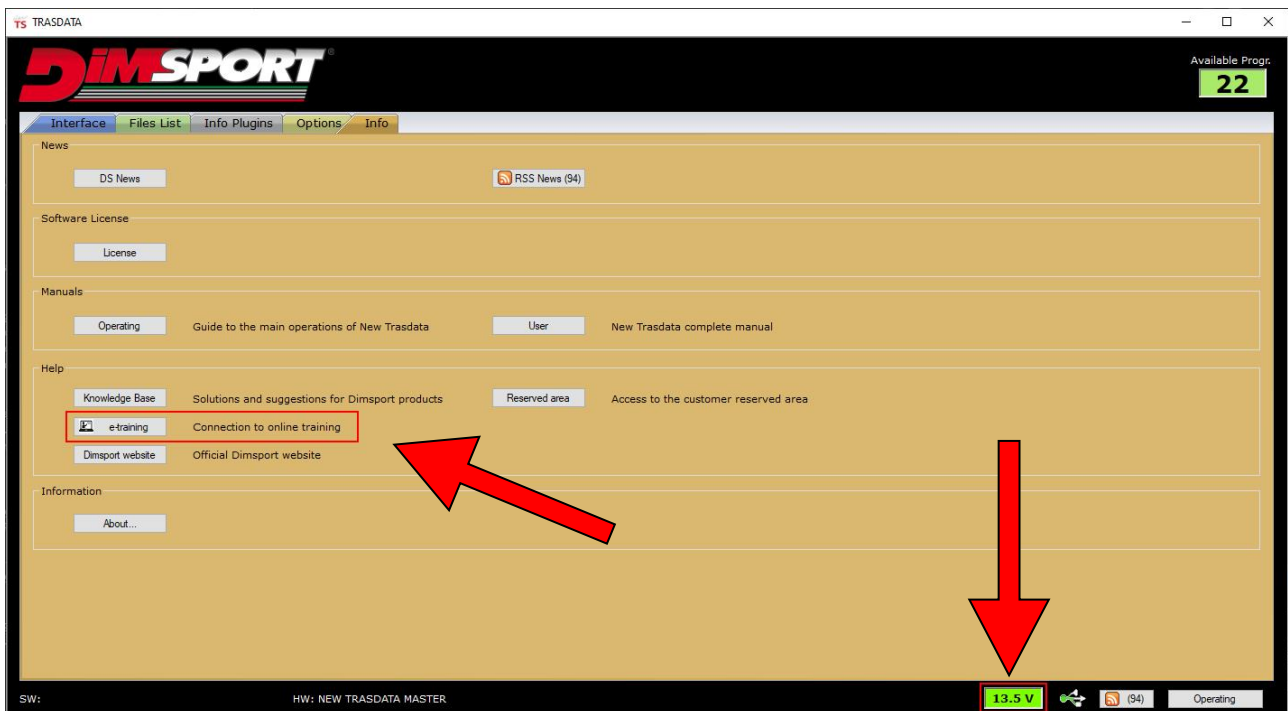 TS TRASDATA
DiMSPORT®
Available Progr.
22
Interface Files List Info Plugins Options Info
News
DS News RSS News (94)
Software License
License
Manuals
Operating Guide to the main operations of New Trasdata User New Trasdata complete manual
Help
Knowledge Base Solutions and suggestions for Dimsport products Reserved area Access to the customer reserved area
e-training Connection to online training
Dimsport website Official Dimsport website
Information
About...
SW: HW: NEW TRASDATA MASTER 13.5 V (94) Operating